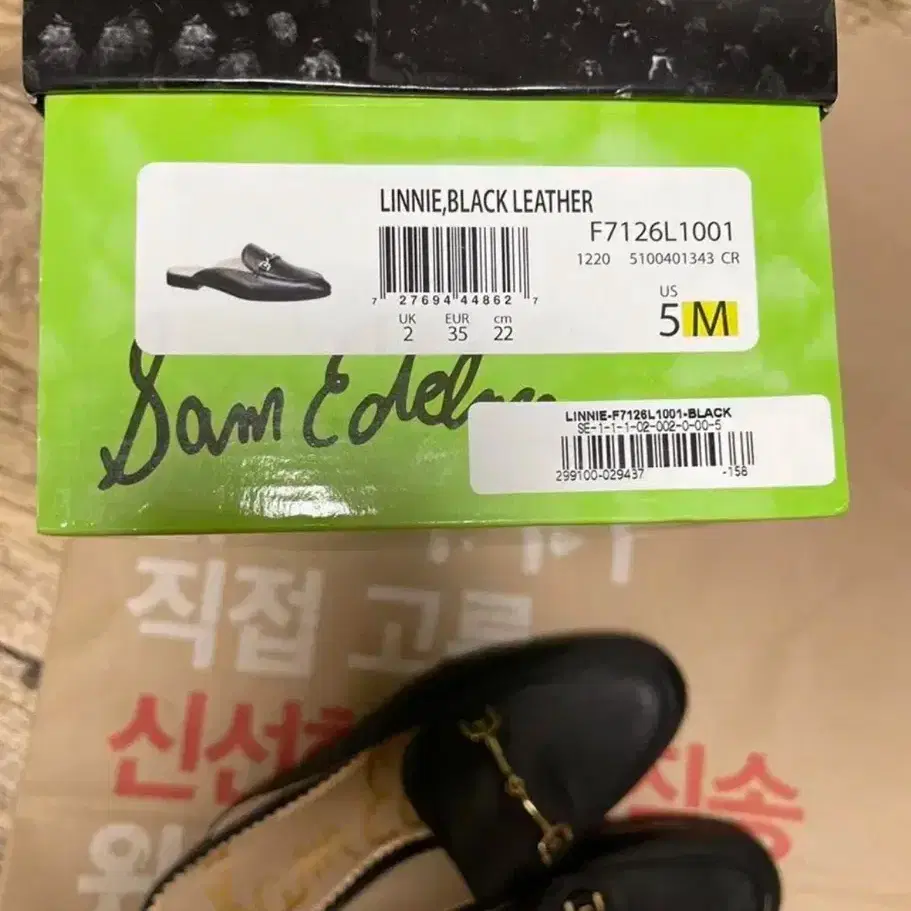 LINNIE,BLACK LEATHER
F7126L1001
1220 5100401343 CR
7 27694 44862 7
UK EUR cm
2 35 22
US
5 M
Sam Edelman
LINNIE-F7126L1001-BLACK
SE-1-1-1-02-002-0-00-5
299100-029437 -158
직접 고르
신선한 직송